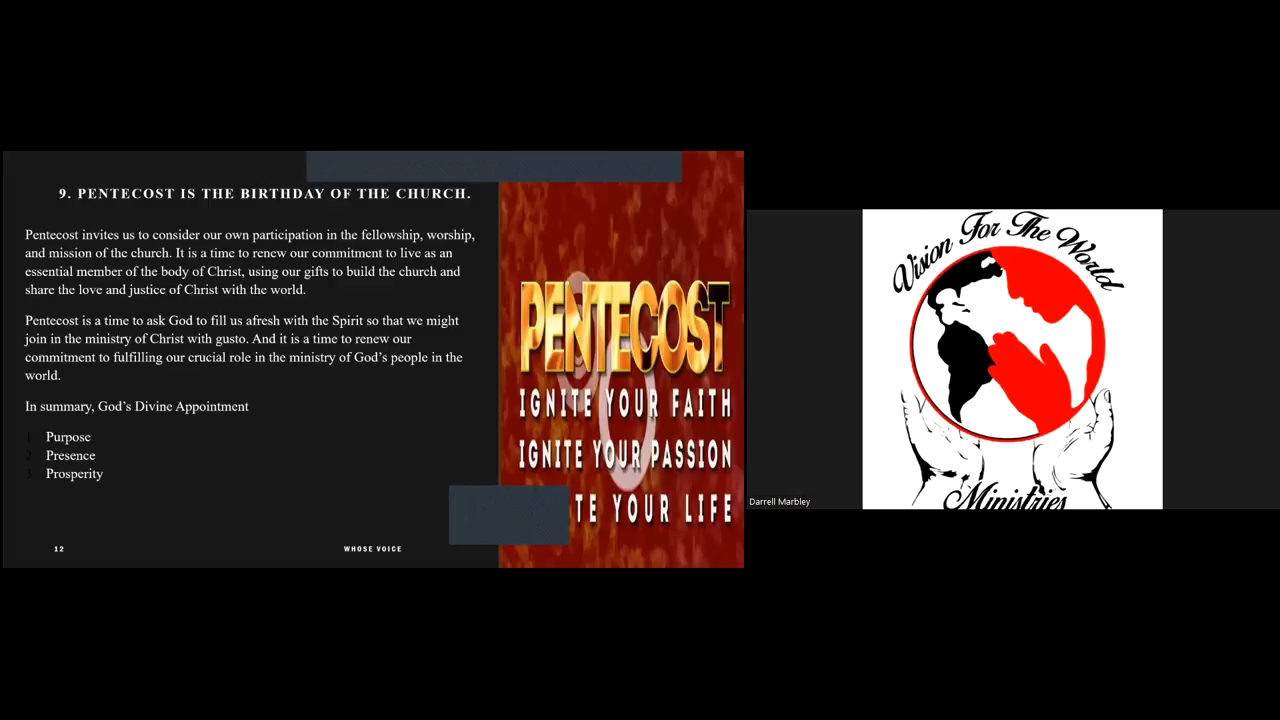 9. PENTECOST IS THE BIRTHDAY OF THE CHURCH.
Pentecost invites us to consider our own participation in the fellowship, worship,
and mission of the church. It is a time to renew our commitment to live as an
essential member of the body of Christ, using our gifts to build the church and
share the love and justice of Christ with the world.
Pentecost is a time to ask God to fill us afresh with the Spirit so that we might
join in the ministry of Christ with gusto. And it is a time to renew our
commitment to fulfilling our crucial role in the ministry of God's people in the
world.
In summary, God's Divine Appointment
1 Purpose
2 Presence
3 Prosperity
12
WHOSE VOICE
PENTECOST
IGNITE YOUR FAITH
IGNITE YOUR PASSION
TE YOUR LIFE
Vision For The World
Ministries
Darrell Marbley